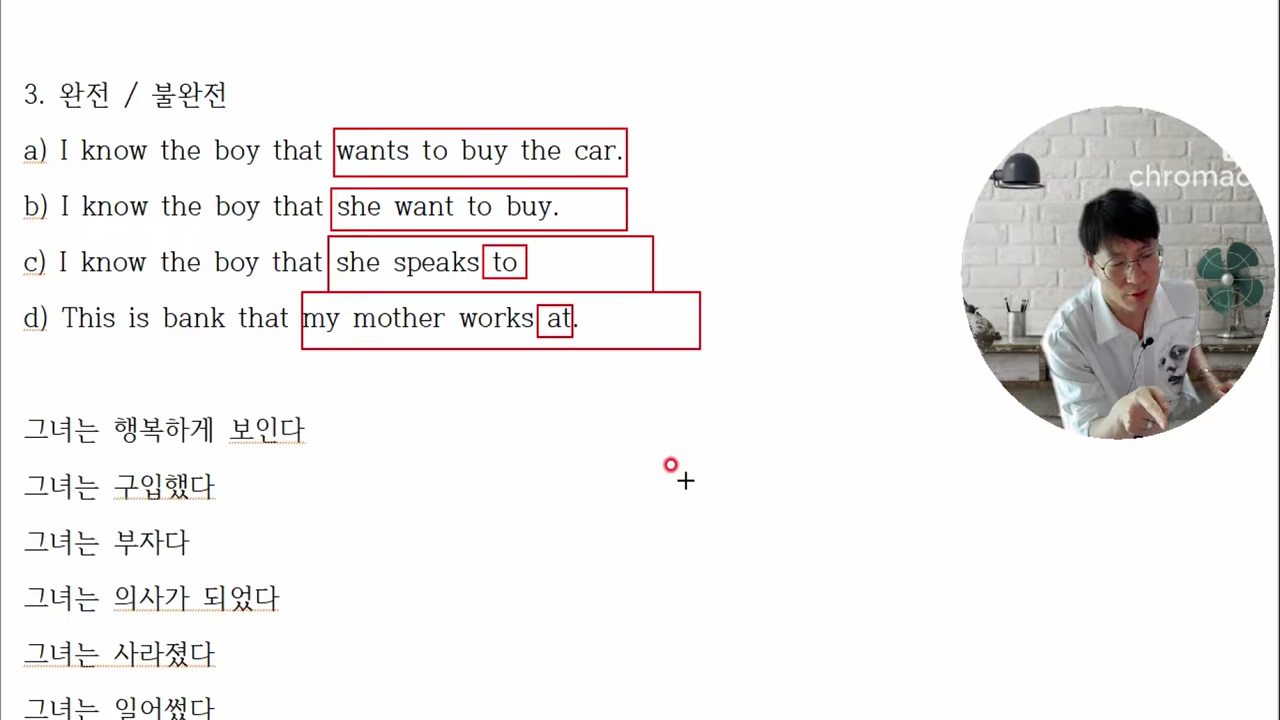 3. 완전 / 불완전
a) I know the boy that wants to buy the car.
b) I know the boy that she want to buy.
c) I know the boy that she speaks to
d) This is bank that my mother works at.
chromac
그녀는 행복하게 보인다
그녀는 구입했다
그녀는 부자다
그녀는 의사가 되었다
그녀는 사라졌다
그녀는 일어썼다